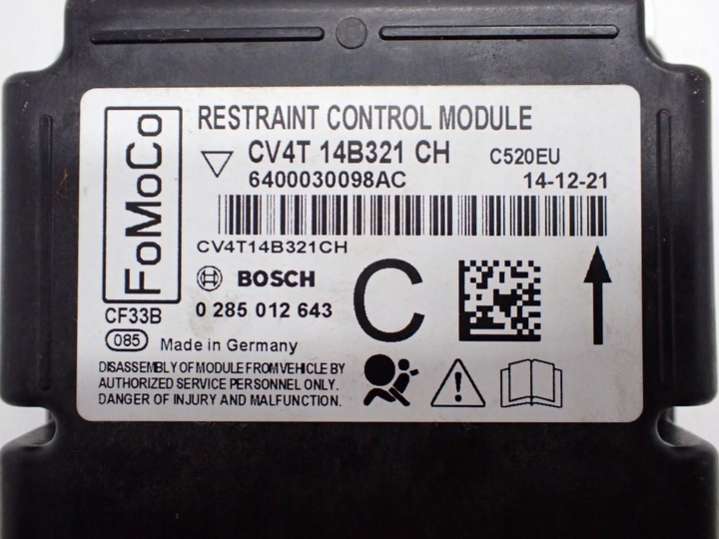 FoMoCo
RESTRAINT CONTROL MODULE
CV4T 14B321 CH C520EU
6400030098AC 14-12-21
CV4T14B321CH
BOSCH C
0 285 012 643
CF33B
085 Made in Germany
DISASSEMBLY OF MODULE FROM VEHICLE BY
AUTHORIZED SERVICE PERSONNEL ONLY.
DANGER OF INJURY AND MALFUNCTION.